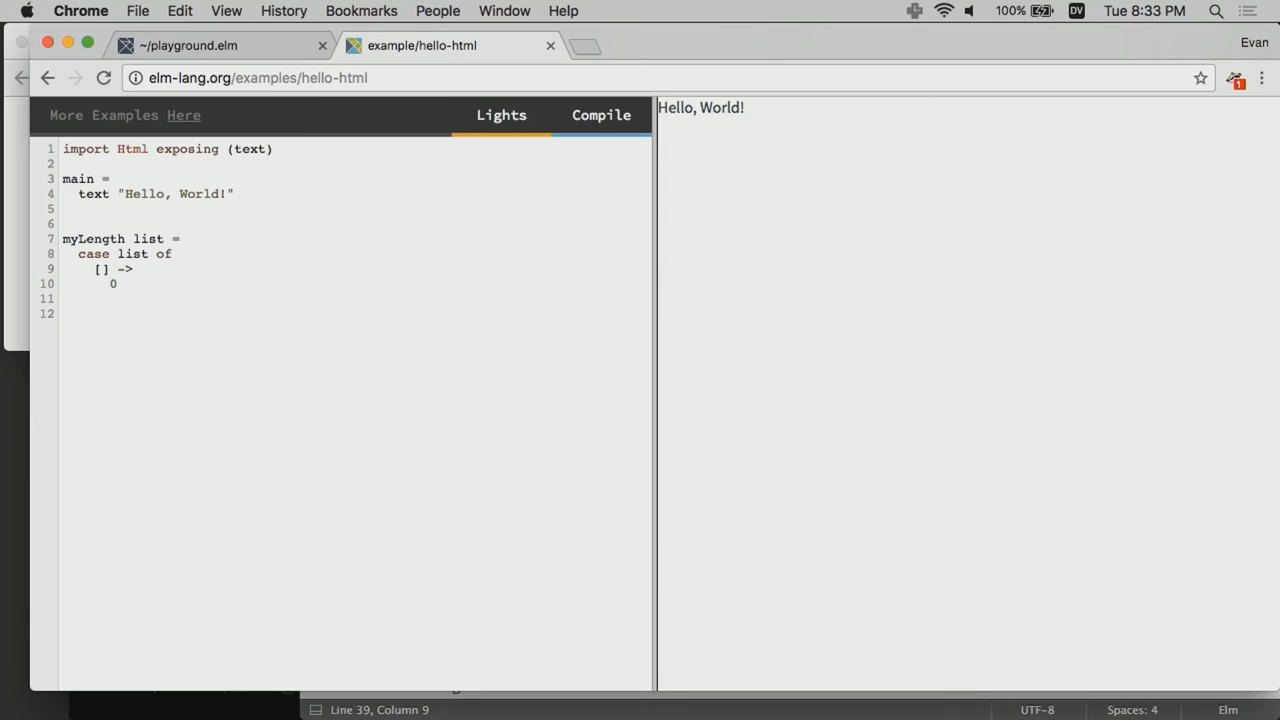 Chrome File Edit View History Bookmarks People Window Help 100% DV Tue 8:33 PM
~/playground.elm example/hello-html Evan
elm-lang.org/examples/hello-html 1
More Examples Here Lights Compile
Hello, World!
1 import Html exposing (text)
2
3 main =
4 text "Hello, World!"
5
6
7 myLength list =
8 case list of
9 [] ->
10 0
11
12
Line 39, Column 9 UTF-8 Spaces: 4 Elm